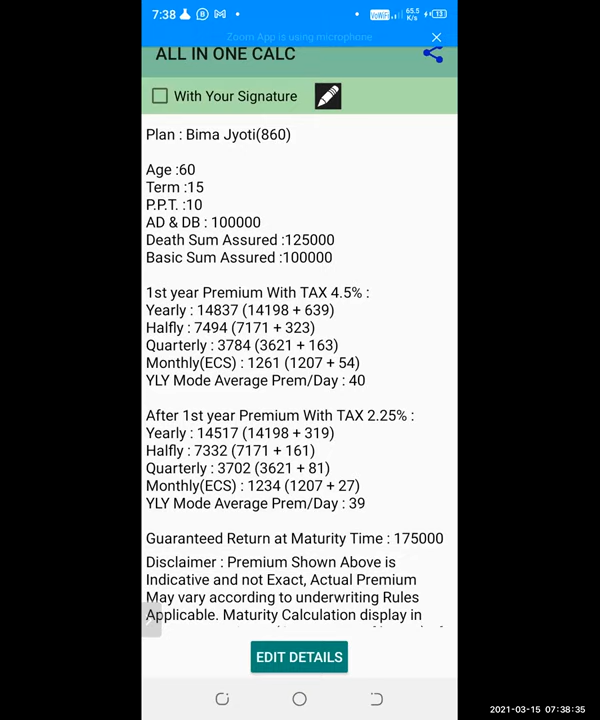 7:38
VoWiFi 65.5 K/s 13
Zoom App is using microphone
ALL IN ONE CALC
With Your Signature
Plan : Bima Jyoti(860)
Age :60
Term :15
P.P.T. :10
AD & DB : 100000
Death Sum Assured :125000
Basic Sum Assured :100000
1st year Premium With TAX 4.5% :
Yearly : 14837 (14198 + 639)
Halfly : 7494 (7171 + 323)
Quarterly : 3784 (3621 + 163)
Monthly(ECS) : 1261 (1207 + 54)
YLY Mode Average Prem/Day : 40
After 1st year Premium With TAX 2.25% :
Yearly : 14517 (14198 + 319)
Halfly : 7332 (7171 + 161)
Quarterly : 3702 (3621 + 81)
Monthly(ECS) : 1234 (1207 + 27)
YLY Mode Average Prem/Day : 39
Guaranteed Return at Maturity Time : 175000
Disclaimer : Premium Shown Above is
Indicative and not Exact, Actual Premium
May vary according to underwriting Rules
Applicable. Maturity Calculation display in
EDIT DETAILS
2021-03-15 07:38:35